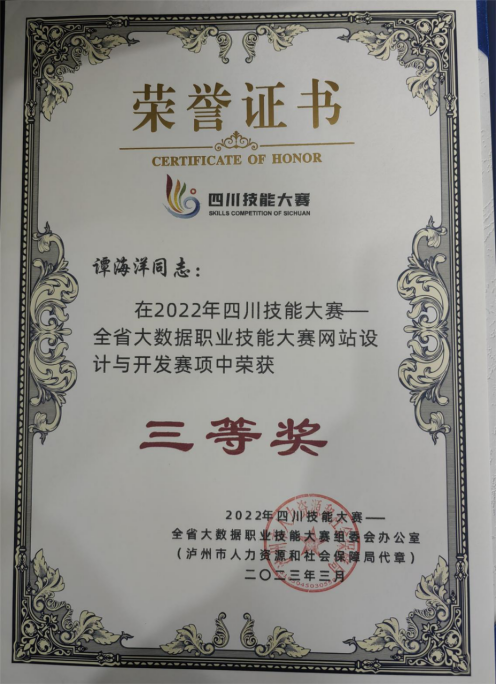 荣誉证书
CERTIFICATE OF HONOR
四川技能大赛
SKILLS COMPETITION OF SICHUAN
谭海洋同志：
在2022年四川技能大赛——
全省大数据职业技能大赛网站设
计与开发赛项中荣获
三等奖
2022年四川技能大赛——
全省大数据职业技能大赛组委会办公室
（泸州市人力资源和社会保障局代章）
二〇二三年三月